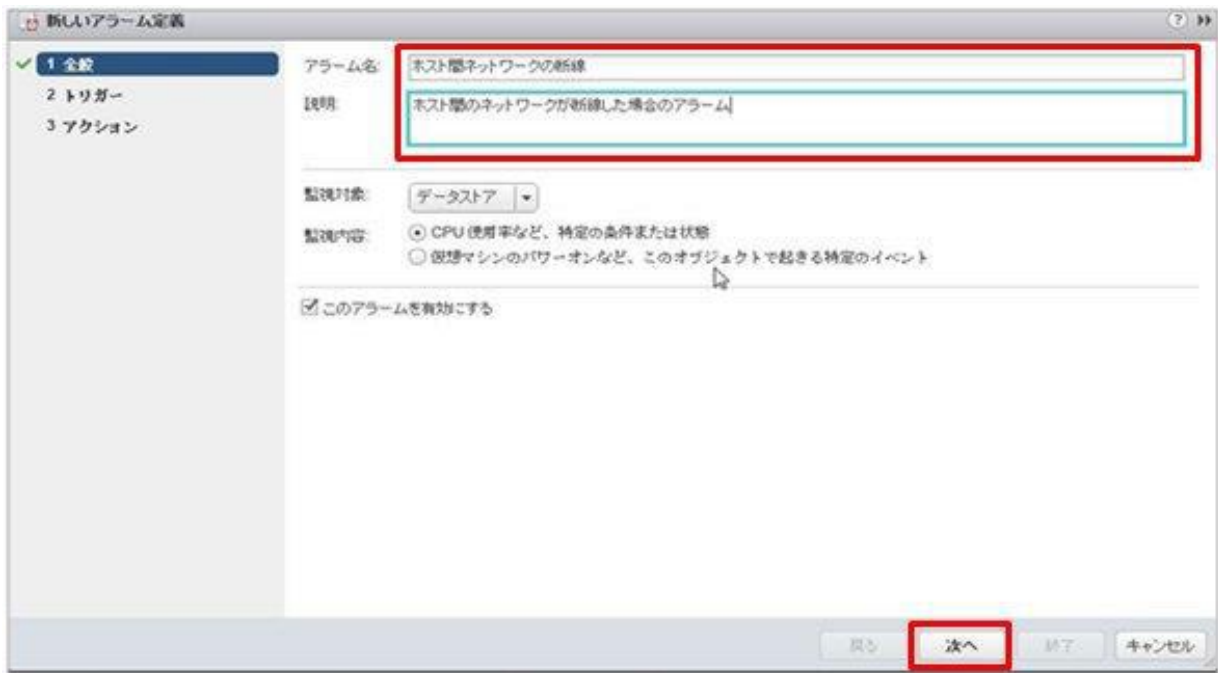 新しいアラーム定義
1 全般
2 トリガー
3 アクション
アラーム名:
ホスト間ネットワークの断線
説明:
ホスト間のネットワークが断線した場合のアラーム
監視対象:
データストア
監視内容:
CPU 使用率など、特定の条件または状態
仮想マシンのパワーオンなど、このオブジェクトで起きる特定のイベント
このアラームを有効にする
戻る
次へ
終了
キャンセル